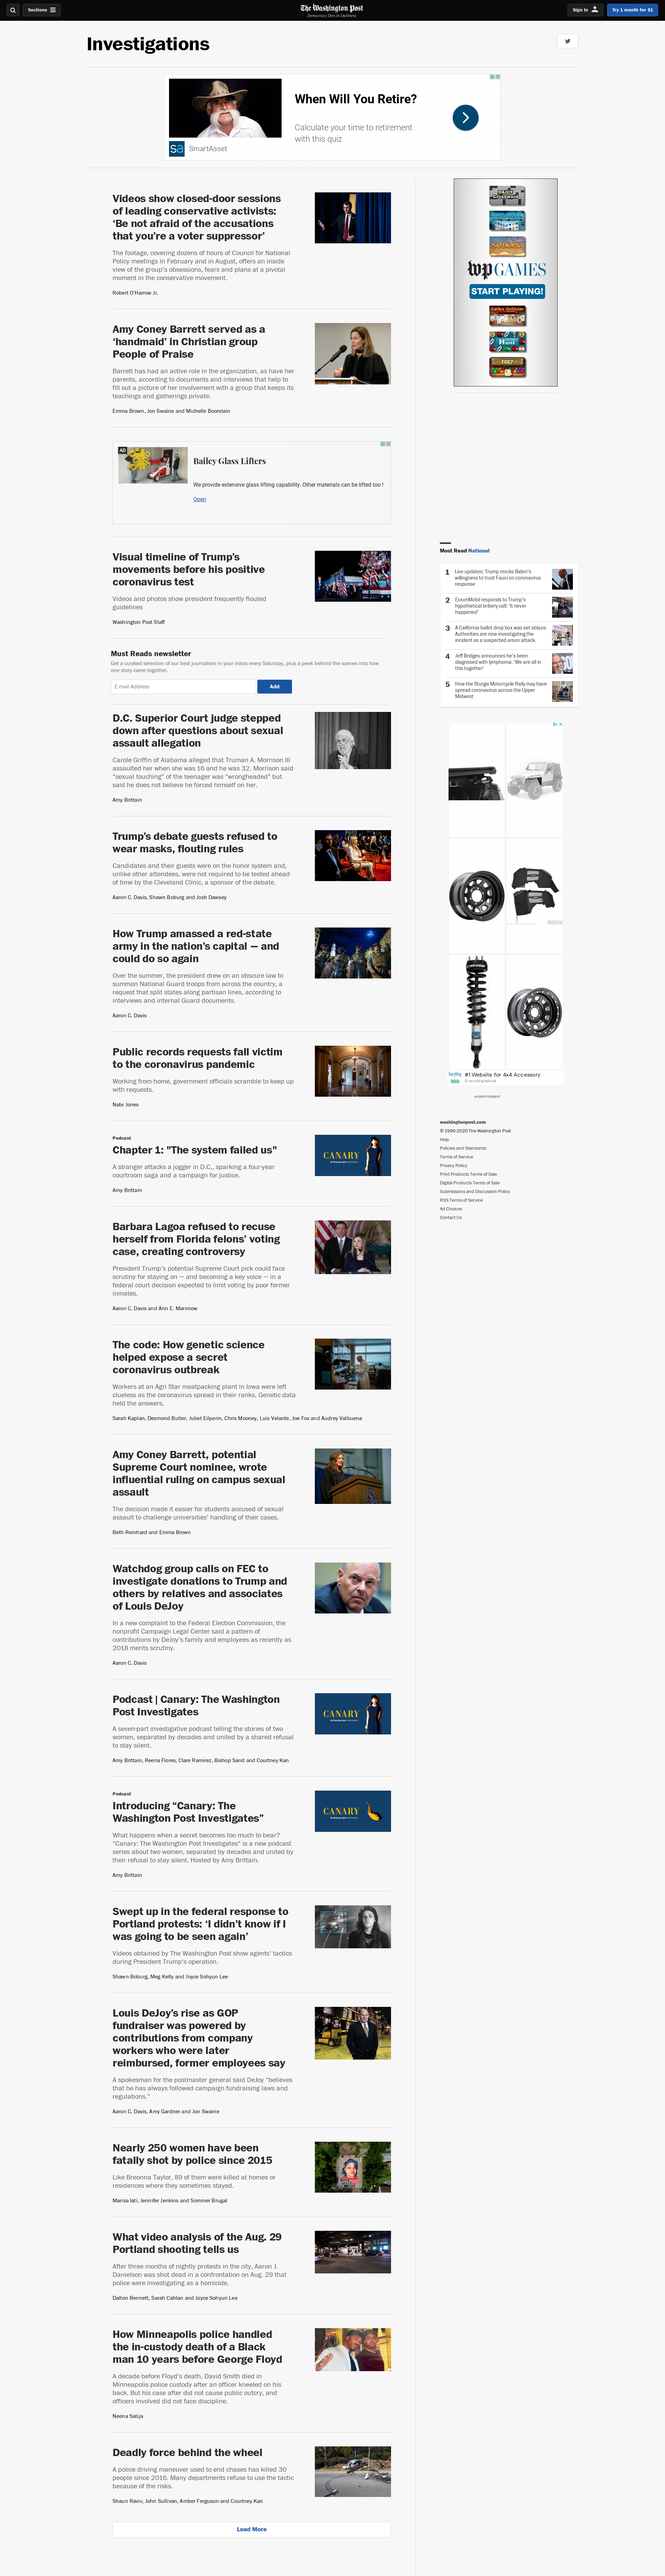 Sections
The Washington Post
Democracy Dies in Darkness
Sign In
Try 1 month for $1
Investigations
When Will You Retire?
Calculate your time to retirement
with this quiz
SmartAsset
Videos show closed-door sessions
of leading conservative activists:
‘Be not afraid of the accusations
that you’re a voter suppressor’
The footage, covering dozens of hours of Council for National
Policy meetings in February and in August, offers an inside
view of the group’s obsessions, fears and plans at a pivotal
moment in the conservative movement.
Robert O’Harrow Jr.
Amy Coney Barrett served as a
‘handmaid’ in Christian group
People of Praise
Barrett has had an active role in the organization, as have her
parents, according to documents and interviews that help to
fill out a picture of her involvement with a group that keeps its
teachings and gatherings private.
Emma Brown, Jon Swaine and Michelle Boorstein
AD
Bailey Glass Lifters
We provide extensive glass lifting capability. Other materials can be lifted too !
Open
Visual timeline of Trump’s
movements before his positive
coronavirus test
Videos and photos show president frequently flouted
guidelines
Washington Post Staff
Must Reads newsletter
Get a curated selection of our best journalism in your inbox every Saturday, plus a peek behind the scenes into how
one story came together.
E-mail Address
Add
D.C. Superior Court judge stepped
down after questions about sexual
assault allegation
Carole Griffin of Alabama alleged that Truman A. Morrison III
assaulted her when she was 16 and he was 32. Morrison said
“sexual touching” of the teenager was “wrongheaded” but
said he does not believe he forced himself on her.
Amy Brittain
Trump’s debate guests refused to
wear masks, flouting rules
Candidates and their guests were on the honor system and,
unlike other attendees, were not required to be tested ahead
of time by the Cleveland Clinic, a sponsor of the debate.
Aaron C. Davis, Shawn Boburg and Josh Dawsey
How Trump amassed a red-state
army in the nation’s capital — and
could do so again
Over the summer, the president drew on an obscure law to
summon National Guard troops from across the country, a
request that split states along partisan lines, according to
interviews and internal Guard documents.
Aaron C. Davis
Public records requests fall victim
to the coronavirus pandemic
Working from home, government officials scramble to keep up
with requests.
Nate Jones
Podcast
Chapter 1: "The system failed us"
A stranger attacks a jogger in D.C., sparking a four-year
courtroom saga and a campaign for justice.
Amy Brittain
CANARY
Barbara Lagoa refused to recuse
herself from Florida felons’ voting
case, creating controversy
President Trump’s potential Supreme Court pick could face
scrutiny for staying on — and becoming a key voice — in a
federal court decision expected to limit voting by poor former
inmates.
Aaron C. Davis and Ann E. Marimow
The code: How genetic science
helped expose a secret
coronavirus outbreak
Workers at an Agri Star meatpacking plant in Iowa were left
clueless as the coronavirus spread in their ranks. Genetic data
held the answers.
Sarah Kaplan, Desmond Butler, Juliet Eilperin, Chris Mooney, Luis Velarde, Joe Fox and Audrey Valbuena
Amy Coney Barrett, potential
Supreme Court nominee, wrote
influential ruling on campus sexual
assault
The decision made it easier for students accused of sexual
assault to challenge universities’ handling of their cases.
Beth Reinhard and Emma Brown
Watchdog group calls on FEC to
investigate donations to Trump and
others by relatives and associates
of Louis DeJoy
In a new complaint to the Federal Election Commission, the
nonprofit Campaign Legal Center said a pattern of
contributions by DeJoy’s family and employees as recently as
2018 merits scrutiny.
Aaron C. Davis
Podcast | Canary: The Washington
Post Investigates
A seven-part investigative podcast telling the stories of two
women, separated by decades and united by a shared refusal
to stay silent.
Amy Brittain, Reena Flores, Clare Ramirez, Bishop Sand and Courtney Kan
CANARY
Podcast
Introducing “Canary: The
Washington Post Investigates”
What happens when a secret becomes too much to bear?
“Canary: The Washington Post Investigates” is a new podcast
series about two women, separated by decades and united by
their refusal to stay silent. Hosted by Amy Brittain.
Amy Brittain
CANARY
Swept up in the federal response to
Portland protests: ‘I didn’t know if I
was going to be seen again’
Videos obtained by The Washington Post show agents’ tactics
during President Trump’s operation.
Shawn Boburg, Meg Kelly and Joyce Sohyun Lee
Louis DeJoy’s rise as GOP
fundraiser was powered by
contributions from company
workers who were later
reimbursed, former employees say
A spokesman for the postmaster general said DeJoy “believes
that he has always followed campaign fundraising laws and
regulations.”
Aaron C. Davis, Amy Gardner and Jon Swaine
Nearly 250 women have been
fatally shot by police since 2015
Like Breonna Taylor, 89 of them were killed at homes or
residences where they sometimes stayed.
Marisa Iati, Jennifer Jenkins and Sommer Brugal
What video analysis of the Aug. 29
Portland shooting tells us
After three months of nightly protests in the city, Aaron J.
Danielson was shot dead in a confrontation on Aug. 29 that
police were investigating as a homicide.
Dalton Bennett, Sarah Cahlan and Joyce Sohyun Lee
How Minneapolis police handled
the in-custody death of a Black
man 10 years before George Floyd
A decade before Floyd’s death, David Smith died in
Minneapolis police custody after an officer kneeled on his
back. But his case after did not cause public outcry, and
officers involved did not face discipline.
Neena Satija
Deadly force behind the wheel
A police driving maneuver used to end chases has killed 30
people since 2016. Many departments refuse to use the tactic
because of the risks.
Shaun Raviv, John Sullivan, Amber Ferguson and Courtney Kan
Load More
wp GAMES
START PLAYING!
Most Read National
1 Live updates: Trump mocks Biden’s
willingness to trust Fauci on coronavirus
response
2 ExxonMobil responds to Trump’s
hypothetical bribery call: ‘It never
happened’
3 A California ballot drop box was set ablaze.
Authorities are now investigating the
incident as a suspected arson attack.
4 Jeff Bridges announces he’s been
diagnosed with lymphoma: ‘We are all in
this together’
5 How the Sturgis Motorcycle Rally may have
spread coronavirus across the Upper
Midwest
#1 Website for 4x4 Accessory
ADVERTISEMENT
washingtonpost.com
© 1996-2020 The Washington Post
Help
Policies and Standards
Terms of Service
Privacy Policy
Print Products Terms of Sale
Digital Products Terms of Sale
Submissions and Discussion Policy
RSS Terms of Service
Ad Choices
Contact Us